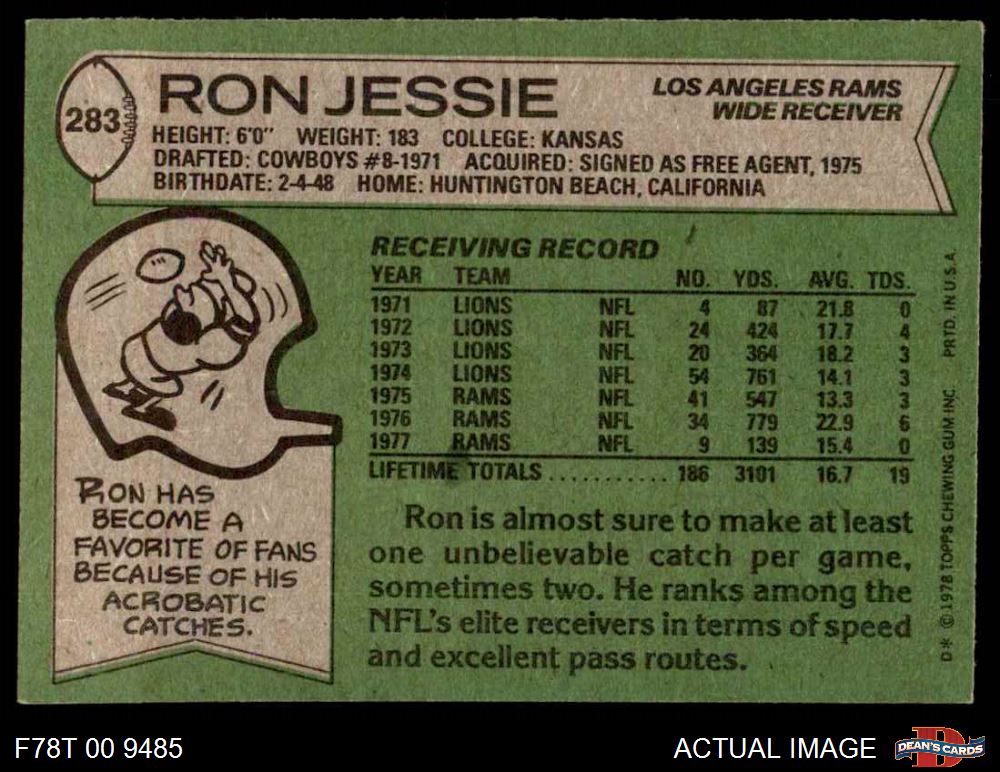 283
RON JESSIE
LOS ANGELES RAMS
WIDE RECEIVER
HEIGHT: 6'0" WEIGHT: 183 COLLEGE: KANSAS
DRAFTED: COWBOYS #8-1971 ACQUIRED: SIGNED AS FREE AGENT, 1975
BIRTHDATE: 2-4-48 HOME: HUNTINGTON BEACH, CALIFORNIA
RECEIVING RECORD
YEAR TEAM NO. YDS. AVG. TDS.
1971 LIONS NFL 4 87 21.8 0
1972 LIONS NFL 24 424 17.7 4
1973 LIONS NFL 20 364 18.2 3
1974 LIONS NFL 54 761 14.1 3
1975 RAMS NFL 41 547 13.3 3
1976 RAMS NFL 34 779 22.9 6
1977 RAMS NFL 9 139 15.4 0
LIFETIME TOTALS ........... 186 3101 16.7 19
RON HAS
BECOME A
FAVORITE OF FANS
BECAUSE OF HIS
ACROBATIC
CATCHES.
Ron is almost sure to make at least
one unbelievable catch per game,
sometimes two. He ranks among the
NFL's elite receivers in terms of speed
and excellent pass routes.
D* © 1978 TOPPS CHEWING GUM INC. PRTD. IN U.S.A.
F78T 00 9485
ACTUAL IMAGE
D
DEAN'S CARDS